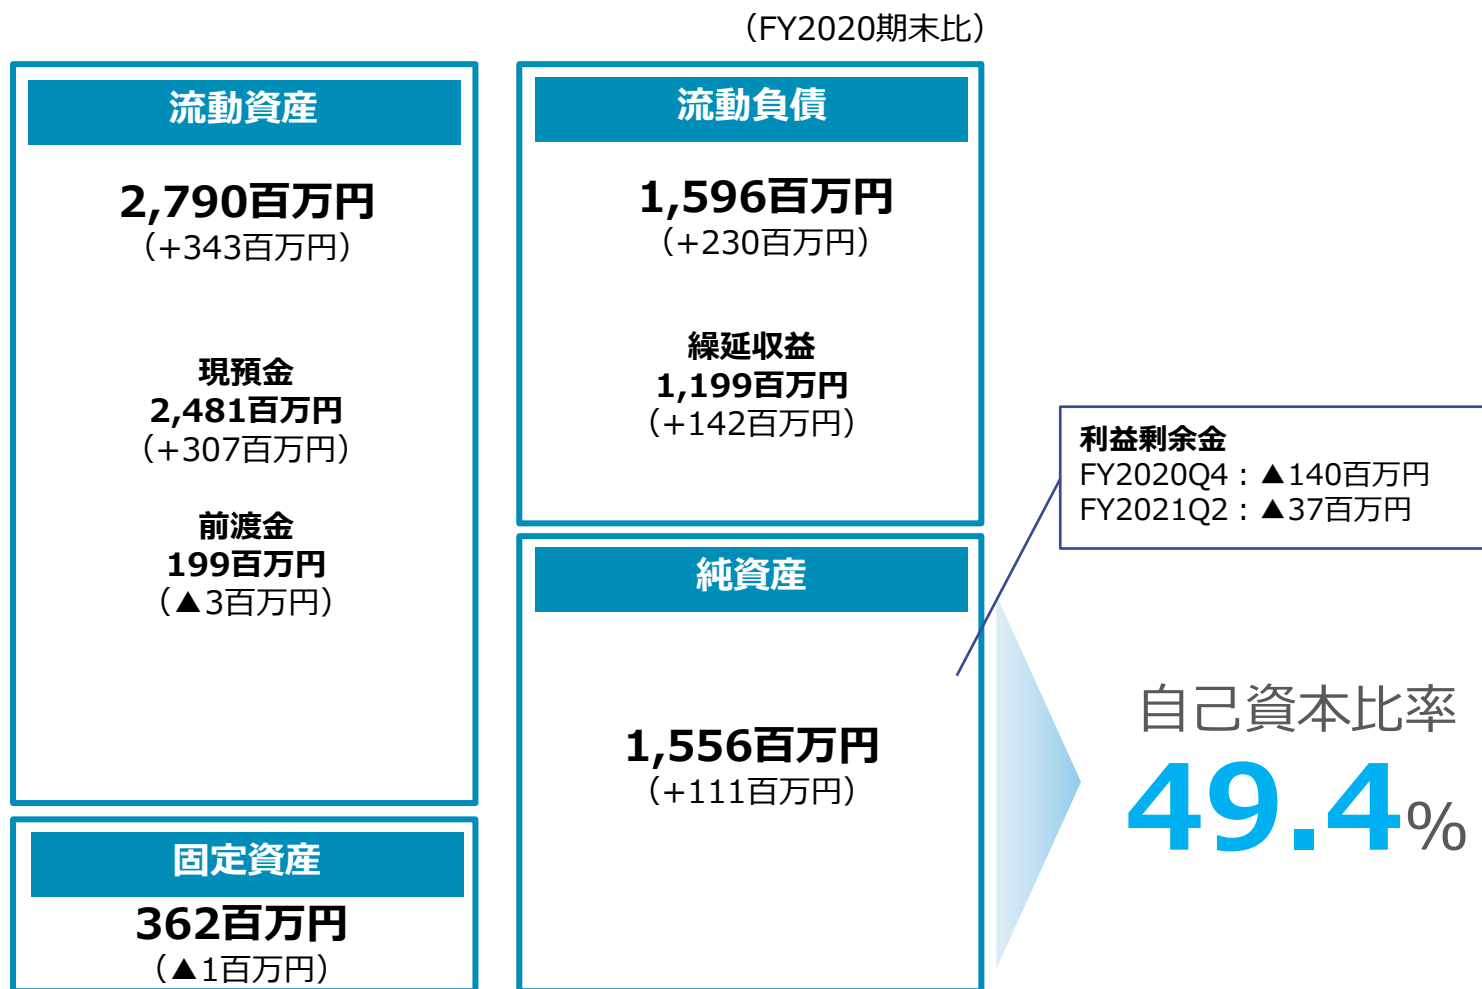 （FY2020期末比）
流動資産
2,790百万円
（+343百万円）
現預金
2,481百万円
（+307百万円）
前渡金
199百万円
（▲3百万円）
固定資産
362百万円
（▲1百万円）
流動負債
1,596百万円
（+230百万円）
繰延収益
1,199百万円
（+142百万円）
純資産
1,556百万円
（+111百万円）
利益剰余金
FY2020Q4：▲140百万円
FY2021Q2：▲37百万円
自己資本比率
49.4%